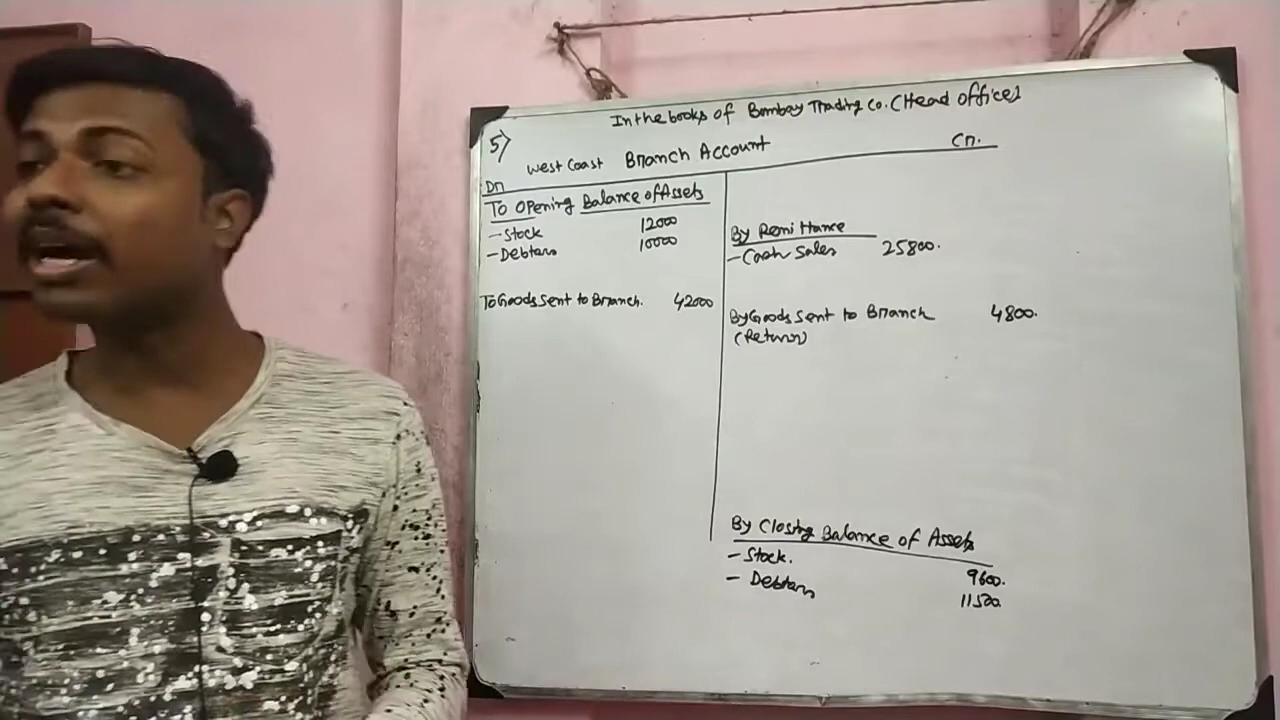 In the books of Bombay Trading Co. (Head Office)
5)
West Coast Branch Account
Dr
Cr.
To Opening Balance of Assets
- Stock 12000
- Debtors 10000
To Goods Sent to Branch. 42000
By Remittance
- Cash Sales 25800.
By Goods Sent to Branch 4800.
(Return)
By Closing Balance of Assets
- Stock. 9600.
- Debtors 11500